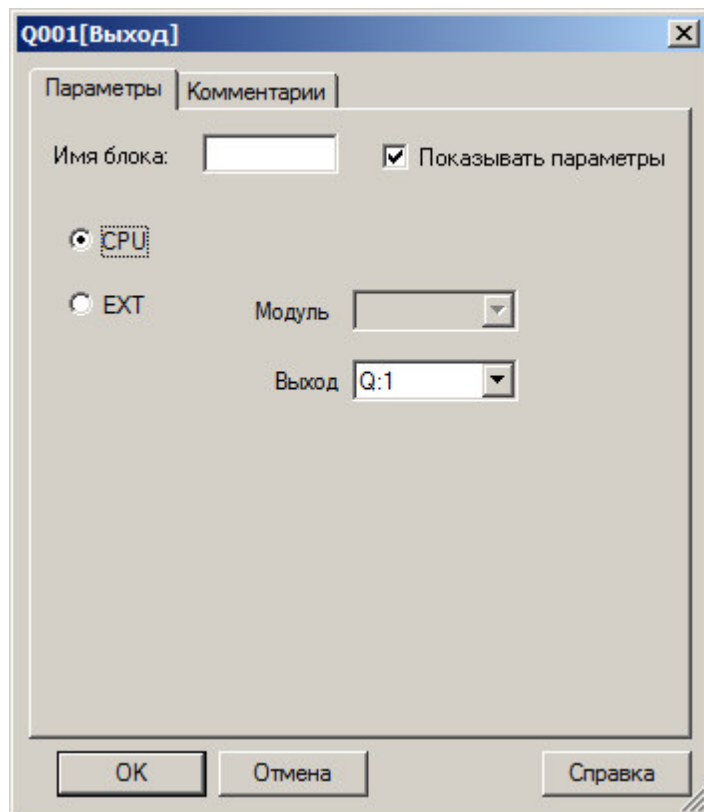 Q001[Выход]
Параметры Комментарии
Имя блока: Показывать параметры
CPU
EXT Модуль
Выход Q:1
OK Отмена Справка